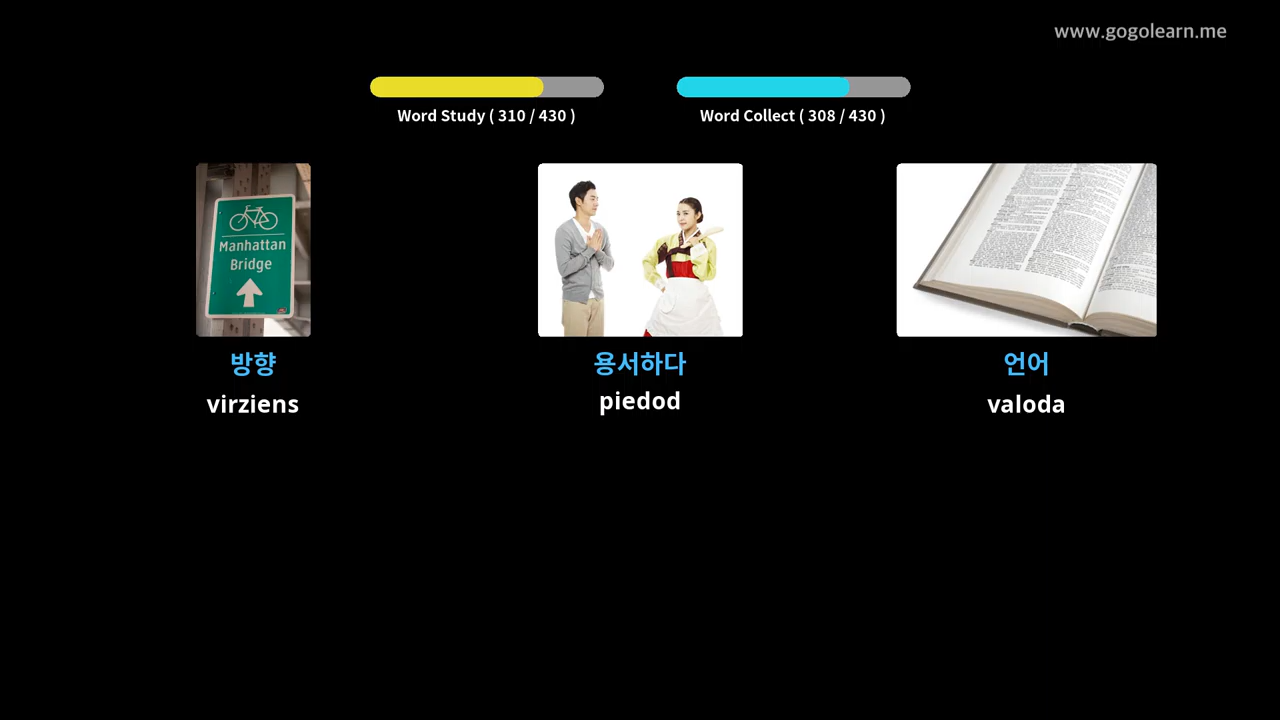 www.gogolearn.me
Word Study ( 310 / 430 )
Word Collect ( 308 / 430 )
Manhattan
Bridge
방향
용서하다
언어
virziens
piedod
valoda